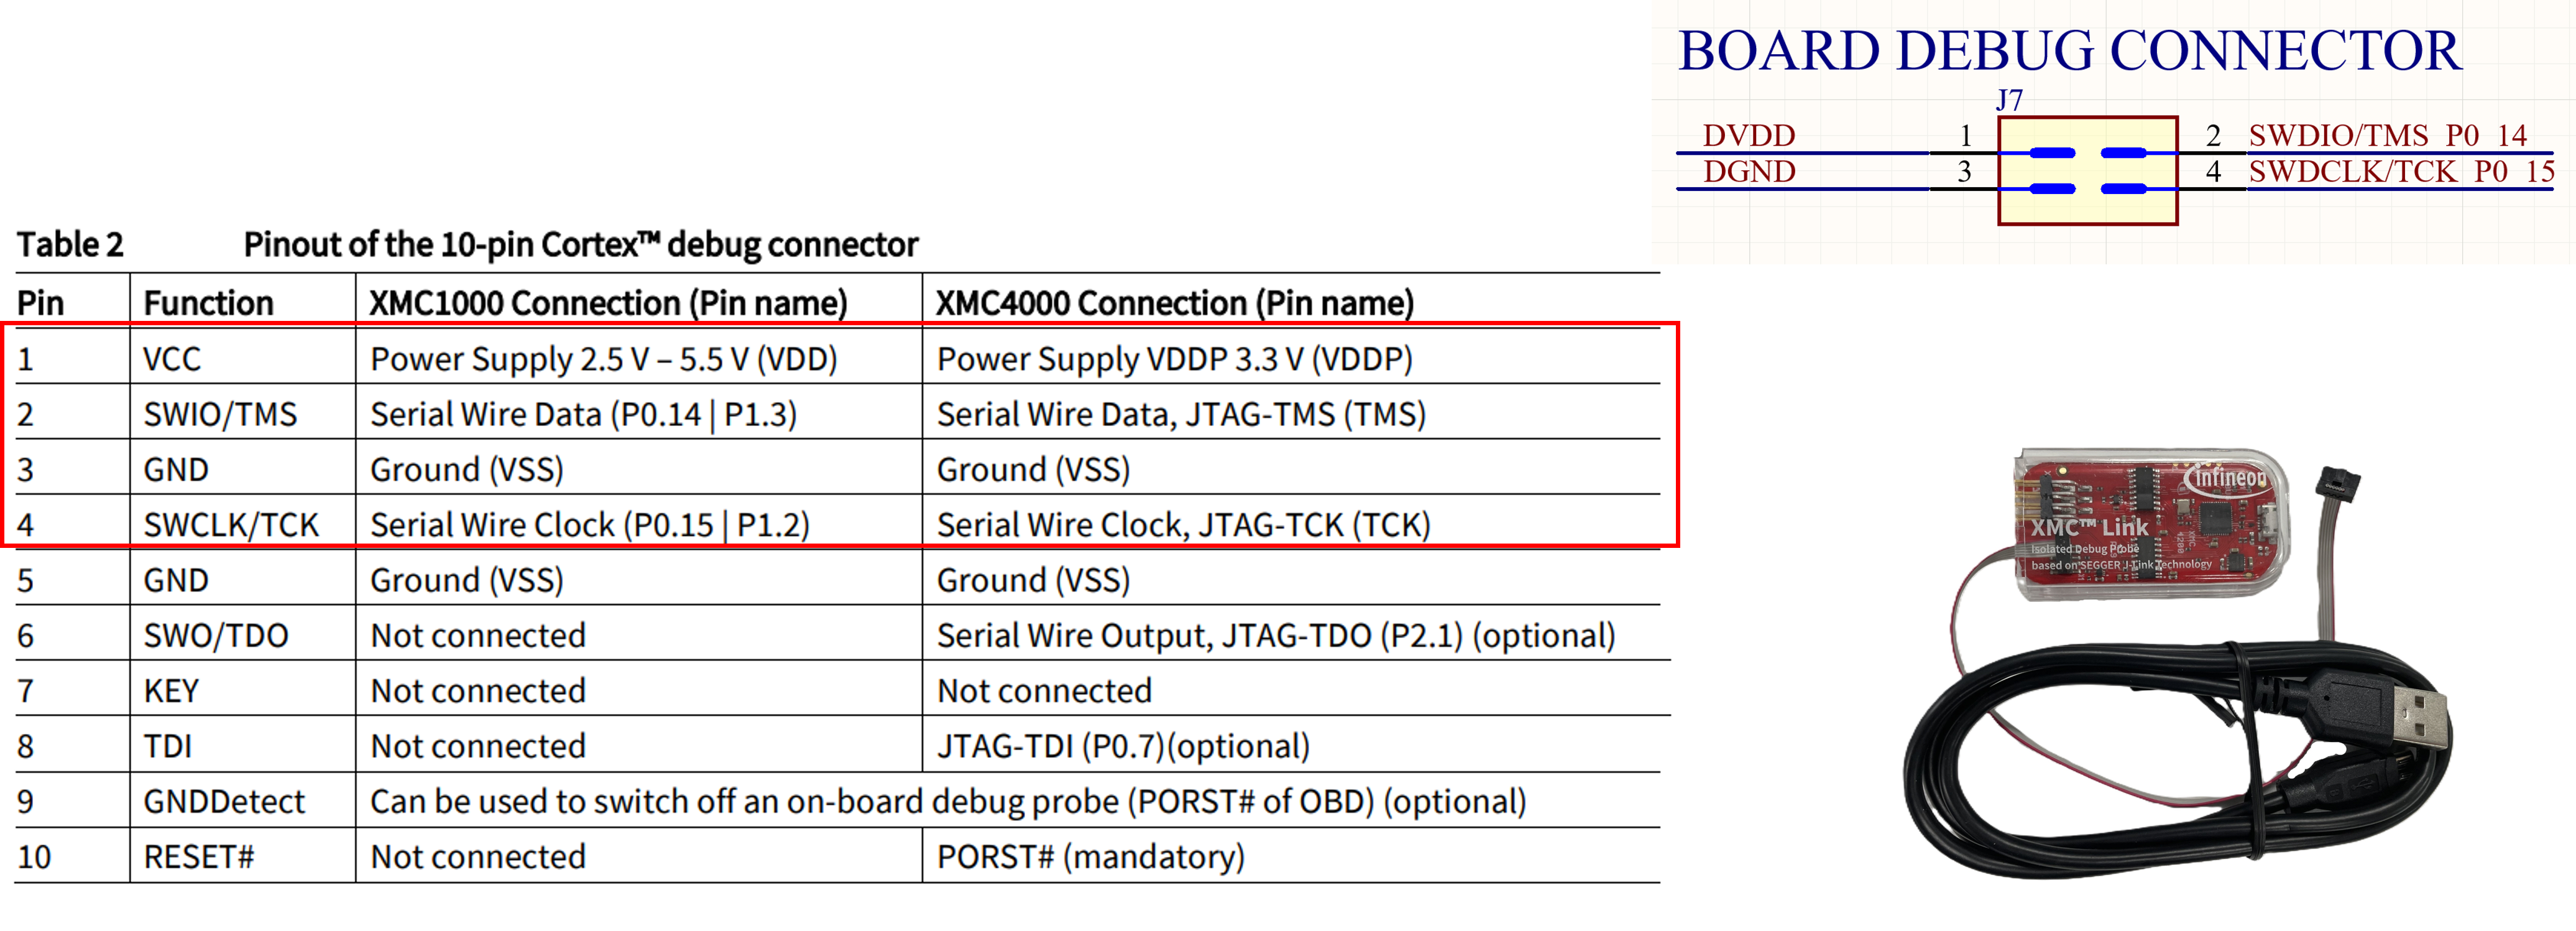 BOARD DEBUG CONNECTOR
J7
DVDD 1 2 SWDIO/TMS P0 14
DGND 3 4 SWDCLK/TCK P0 15
Table 2 Pinout of the 10-pin Cortex™ debug connector
Pin Function XMC1000 Connection (Pin name) XMC4000 Connection (Pin name)
1 VCC Power Supply 2.5 V – 5.5 V (VDD) Power Supply VDDP 3.3 V (VDDP)
2 SWIO/TMS Serial Wire Data (P0.14 | P1.3) Serial Wire Data, JTAG-TMS (TMS)
3 GND Ground (VSS) Ground (VSS)
4 SWCLK/TCK Serial Wire Clock (P0.15 | P1.2) Serial Wire Clock, JTAG-TCK (TCK)
5 GND Ground (VSS) Ground (VSS)
6 SWO/TDO Not connected Serial Wire Output, JTAG-TDO (P2.1) (optional)
7 KEY Not connected Not connected
8 TDI Not connected JTAG-TDI (P0.7)(optional)
9 GNDDetect Can be used to switch off an on-board debug probe (PORST# of OBD) (optional)
10 RESET# Not connected PORST# (mandatory)
infineon
XMC™ Link
Isolated Debug Probe
based on SEGGER J-Link Technology
XMC
4200